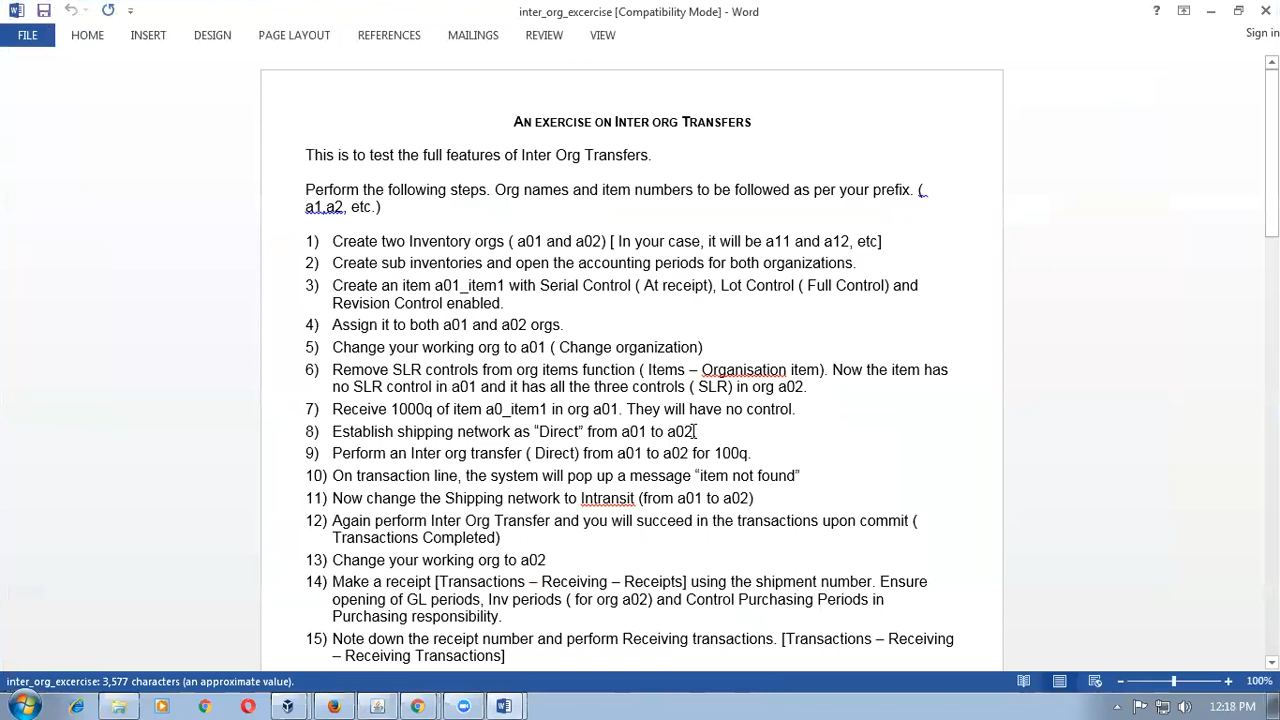 inter_org_excercise [Compatibility Mode] - Word
?
Sign in
FILE HOME INSERT DESIGN PAGE LAYOUT REFERENCES MAILINGS REVIEW VIEW
AN EXERCISE ON INTER ORG TRANSFERS
This is to test the full features of Inter Org Transfers.
Perform the following steps. Org names and item numbers to be followed as per your prefix. (
a1,a2, etc.)
1) Create two Inventory orgs ( a01 and a02) [ In your case, it will be a11 and a12, etc]
2) Create sub inventories and open the accounting periods for both organizations.
3) Create an item a01_item1 with Serial Control ( At receipt), Lot Control ( Full Control) and
Revision Control enabled.
4) Assign it to both a01 and a02 orgs.
5) Change your working org to a01 ( Change organization)
6) Remove SLR controls from org items function ( Items – Organisation item). Now the item has
no SLR control in a01 and it has all the three controls ( SLR) in org a02.
7) Receive 1000q of item a0_item1 in org a01. They will have no control.
8) Establish shipping network as “Direct” from a01 to a02
9) Perform an Inter org transfer ( Direct) from a01 to a02 for 100q.
10) On transaction line, the system will pop up a message “item not found”
11) Now change the Shipping network to Intransit (from a01 to a02)
12) Again perform Inter Org Transfer and you will succeed in the transactions upon commit (
Transactions Completed)
13) Change your working org to a02
14) Make a receipt [Transactions – Receiving – Receipts] using the shipment number. Ensure
opening of GL periods, Inv periods ( for org a02) and Control Purchasing Periods in
Purchasing responsibility.
15) Note down the receipt number and perform Receiving transactions. [Transactions – Receiving
– Receiving Transactions]
inter_org_excercise: 3,577 characters (an approximate value).
100%
12:18 PM